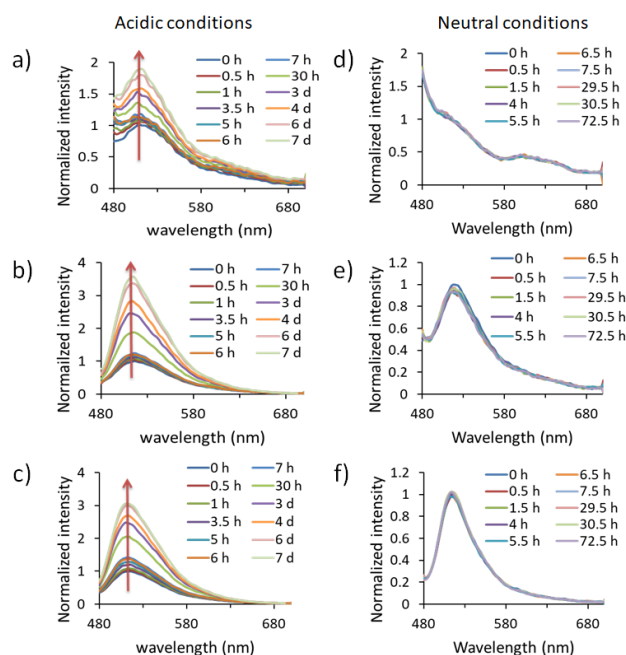 Acidic conditions
Neutral conditions
a)
Normalized intensity
2
1.5
1
0.5
0
480 580 680
wavelength (nm)
0 h 7 h
0.5 h 30 h
1 h 3 d
3.5 h 4 d
5 h 6 d
6 h 7 d
d)
Normalized intensity
2
1.5
1
0.5
0
480 580 680
Wavelength (nm)
0 h 6.5 h
0.5 h 7.5 h
1.5 h 29.5 h
4 h 30.5 h
5.5 h 72.5 h
b)
Normalized intensity
4
3
2
1
0
480 580 680
wavelength (nm)
0 h 7 h
0.5 h 30 h
1 h 3 d
3.5 h 4 d
5 h 6 d
6 h 7 d
e)
Normalized intensity
1.2
1
0.8
0.6
0.4
0.2
0
480 580 680
Wavelength (nm)
0 h 6.5 h
0.5 h 7.5 h
1.5 h 29.5 h
4 h 30.5 h
5.5 h 72.5 h
c)
Normalized intensity
4
3
2
1
0
480 580 680
wavelength (nm)
0 h 7 h
0.5 h 30 h
1 h 3 d
3.5 h 4 d
5 h 6 d
6 h 7 d
f)
Normalized intensity
1.2
1
0.8
0.6
0.4
0.2
0
480 580 680
Wavelength (nm)
0 h 6.5 h
0.5 h 7.5 h
1.5 h 29.5 h
4 h 30.5 h
5.5 h 72.5 h